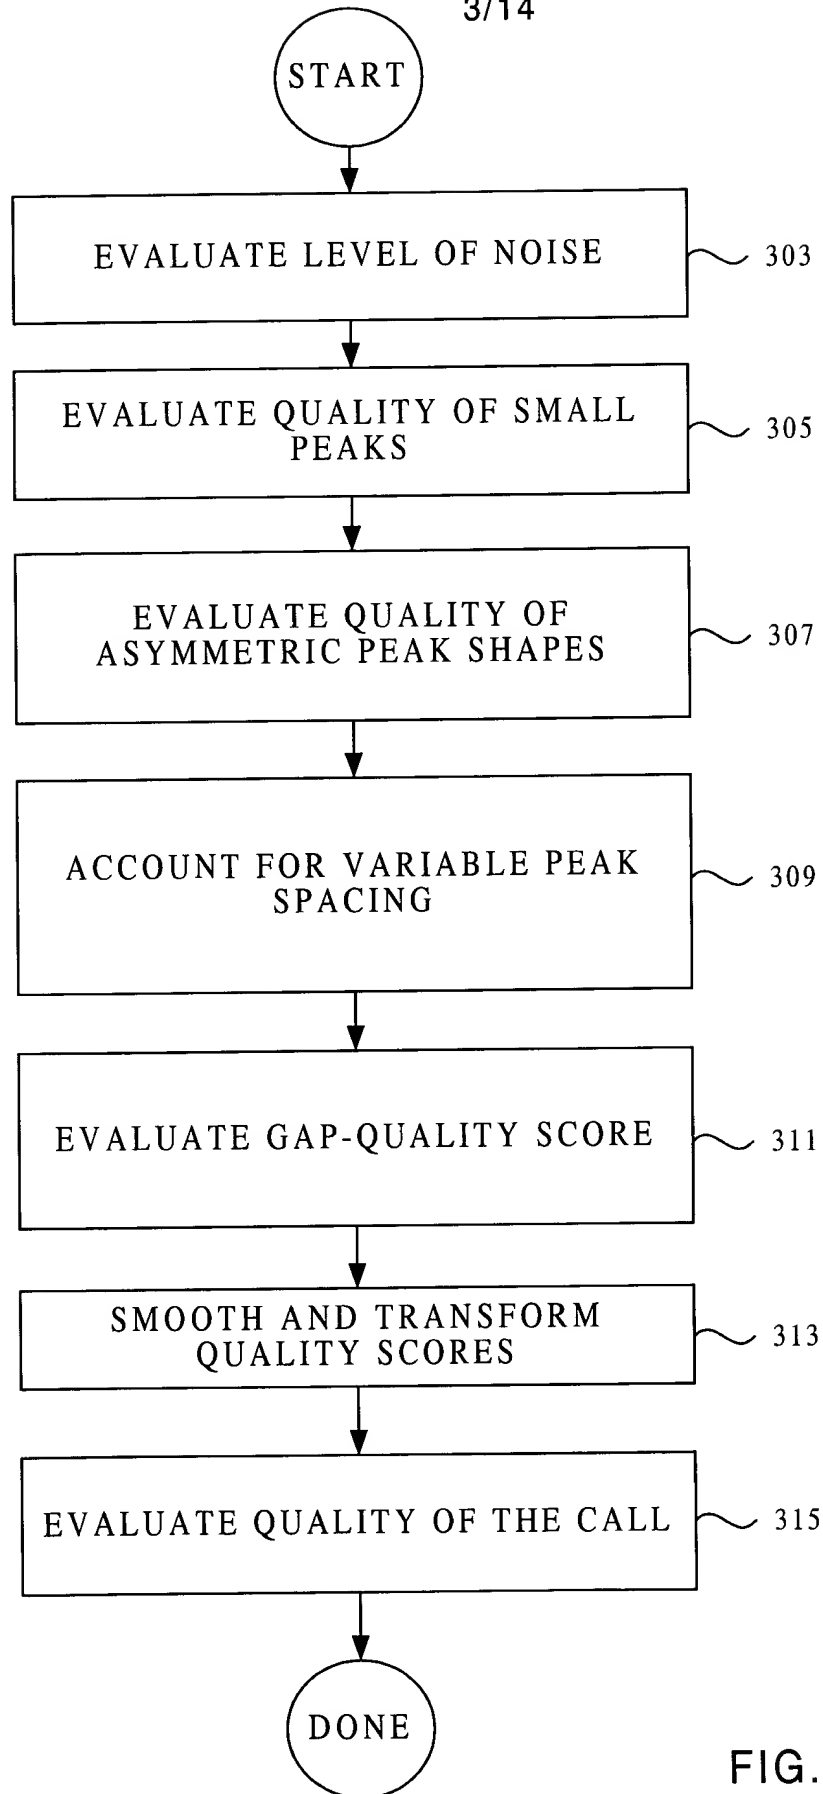 3/14
START
EVALUATE LEVEL OF NOISE
303
EVALUATE QUALITY OF SMALL
PEAKS
305
EVALUATE QUALITY OF
ASYMMETRIC PEAK SHAPES
307
ACCOUNT FOR VARIABLE PEAK
SPACING
309
EVALUATE GAP-QUALITY SCORE
311
SMOOTH AND TRANSFORM
QUALITY SCORES
313
EVALUATE QUALITY OF THE CALL
315
DONE
FIG.